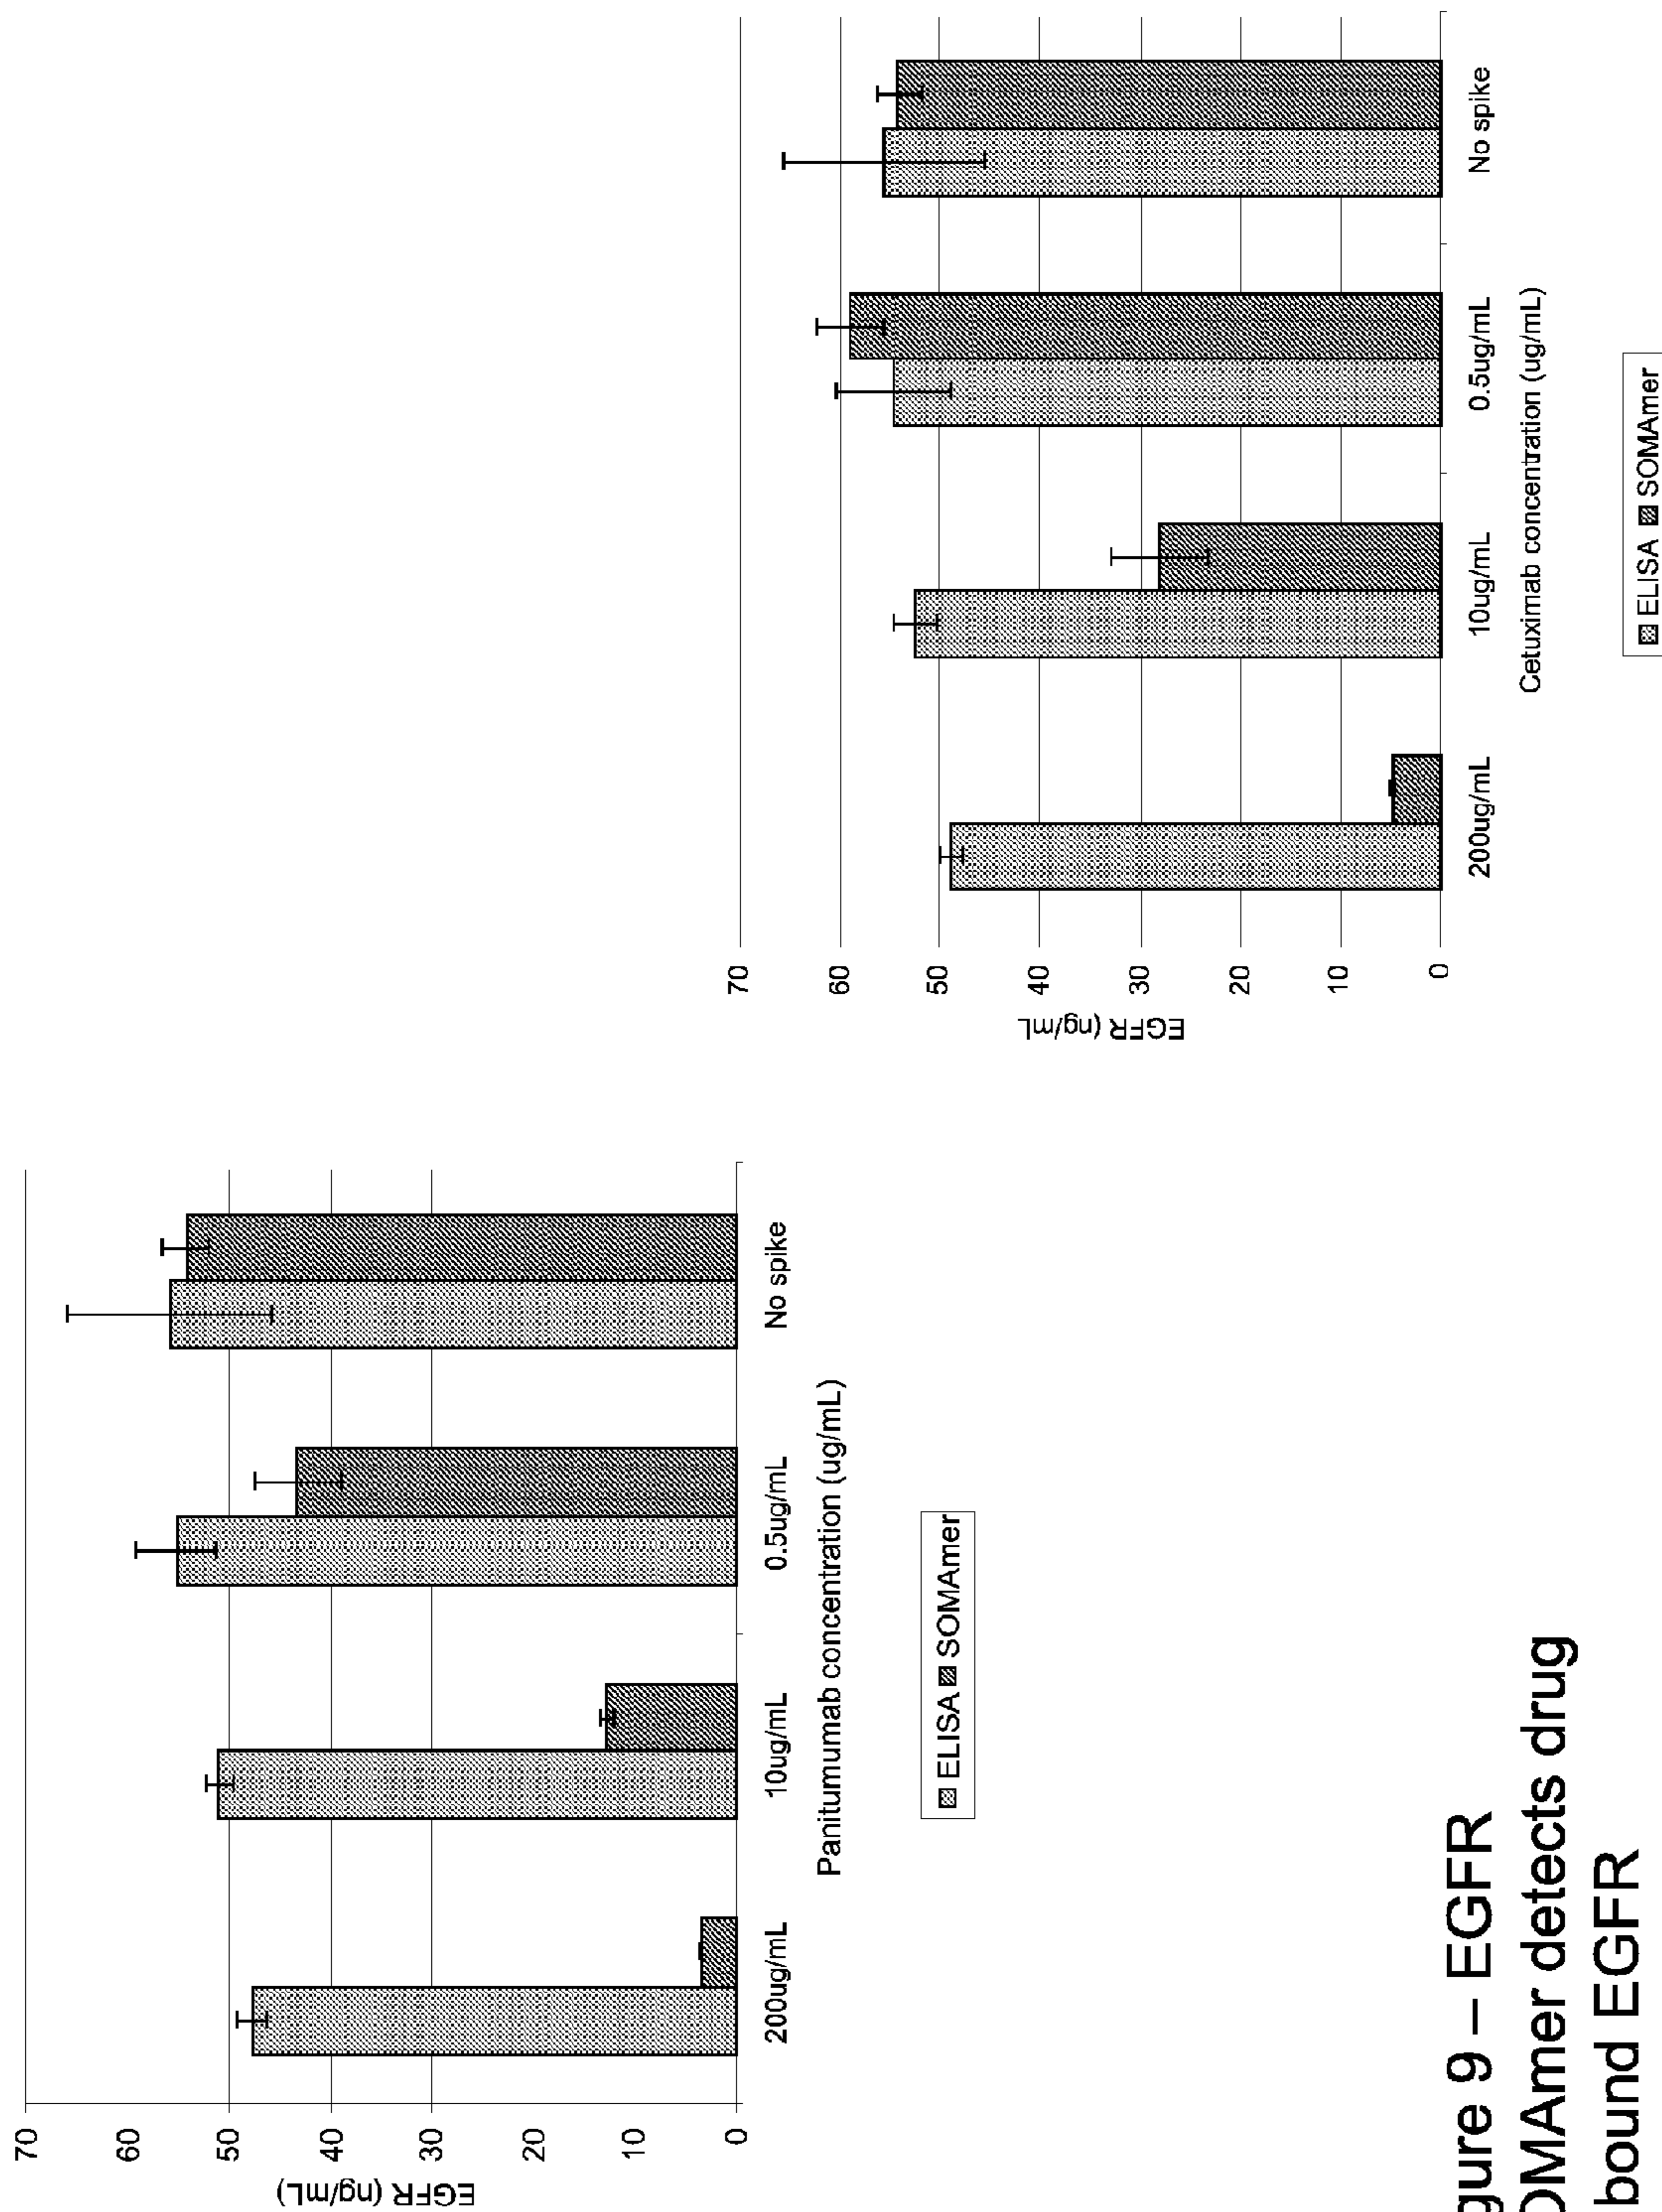 70
60
50
40
30
20
10
0
EGFR (ng/mL)
200ug/mL 10ug/mL 0.5ug/mL No spike
Panitumumab concentration (ug/mL)
ELISA SOMAmer
70
60
50
40
30
20
10
0
EGFR (ng/mL
200ug/mL 10ug/mL 0.5ug/mL No spike
Cetuximab concentration (ug/mL)
ELISA SOMAmer
gure 9 – EGFR
OMAmer detects drug
bound EGFR